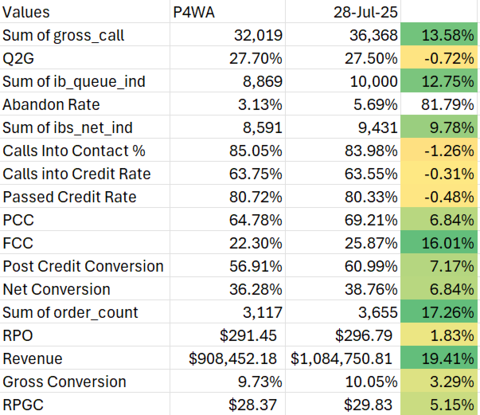 Values P4WA 28-Jul-25
Sum of gross_call 32,019 36,368 13.58%
Q2G 27.70% 27.50% -0.72%
Sum of ib_queue_ind 8,869 10,000 12.75%
Abandon Rate 3.13% 5.69% 81.79%
Sum of ibs_net_ind 8,591 9,431 9.78%
Calls Into Contact % 85.05% 83.98% -1.26%
Calls into Credit Rate 63.75% 63.55% -0.31%
Passed Credit Rate 80.72% 80.33% -0.48%
PCC 64.78% 69.21% 6.84%
FCC 22.30% 25.87% 16.01%
Post Credit Conversion 56.91% 60.99% 7.17%
Net Conversion 36.28% 38.76% 6.84%
Sum of order_count 3,117 3,655 17.26%
RPO $291.45 $296.79 1.83%
Revenue $908,452.18 $1,084,750.81 19.41%
Gross Conversion 9.73% 10.05% 3.29%
RPGC $28.37 $29.83 5.15%